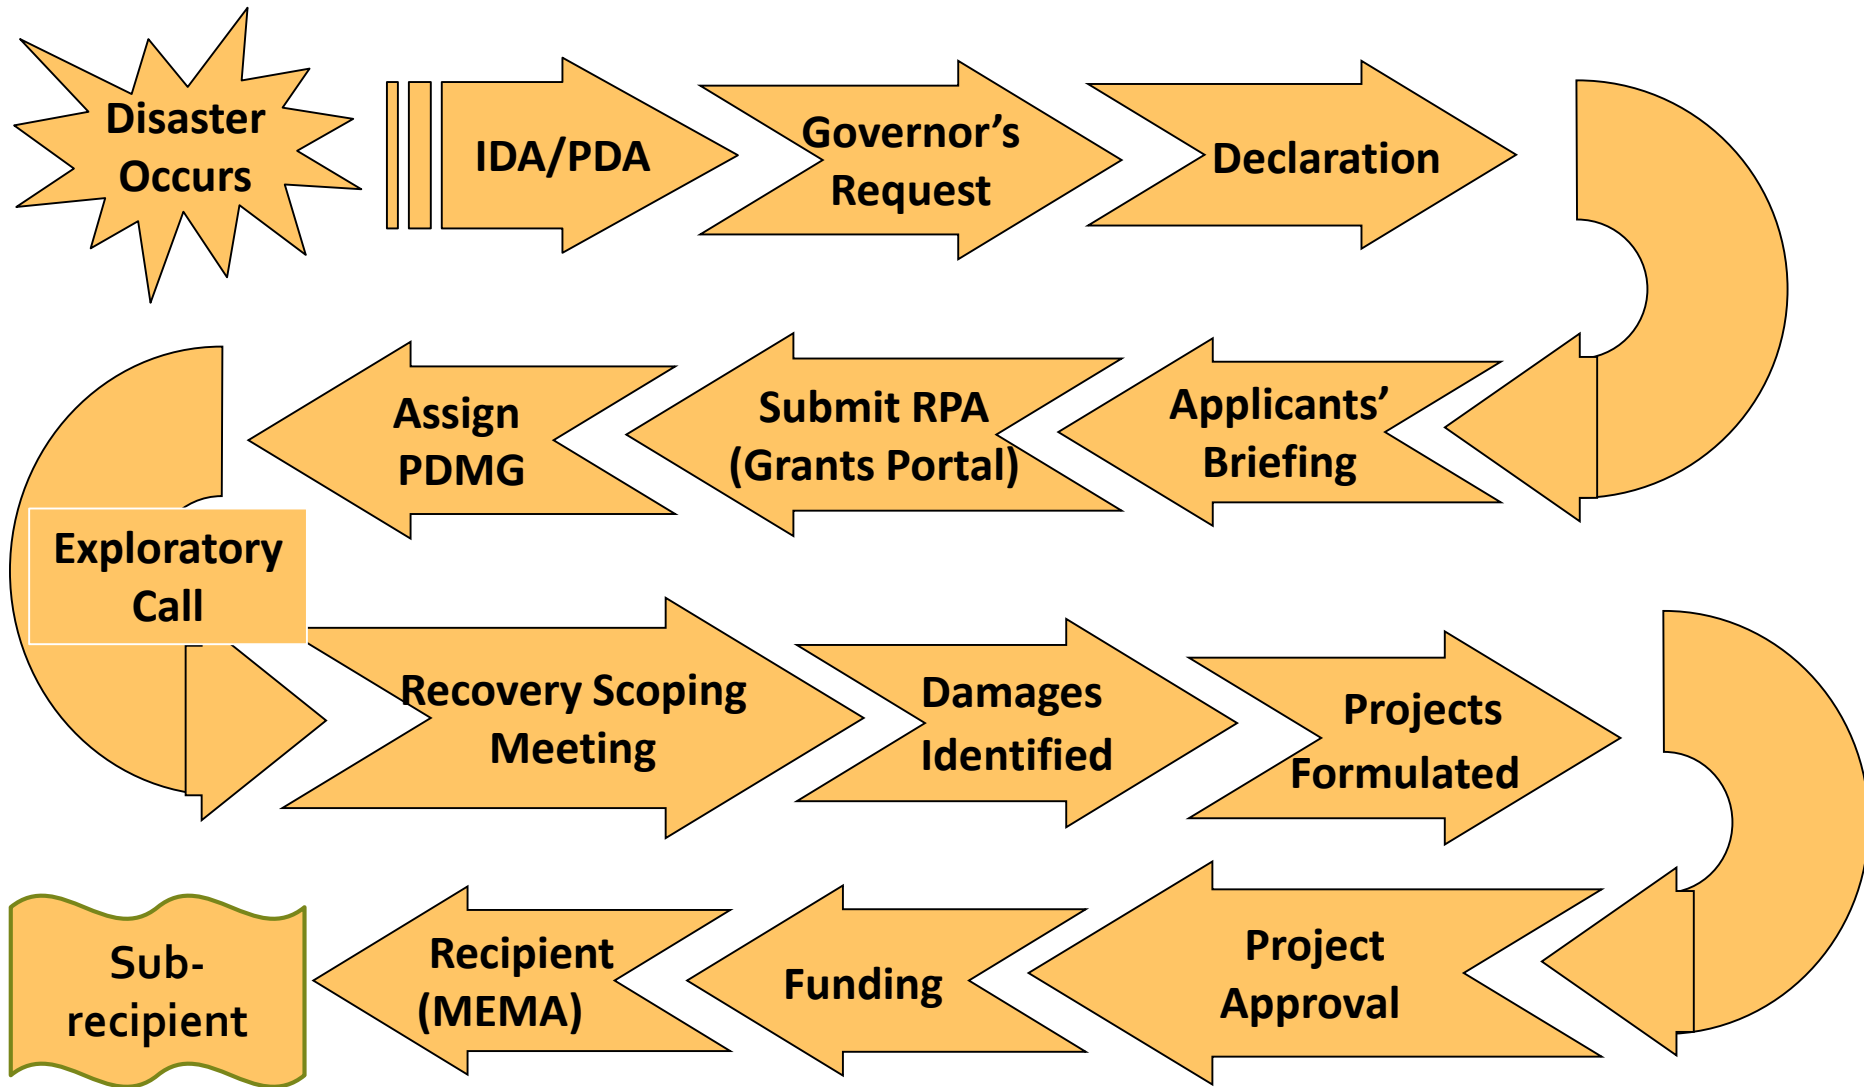 Disaster
Occurs
IDA/PDA
Governor’s
Request
Declaration
Applicants’
Briefing
Submit RPA
(Grants Portal)
Assign
PDMG
Exploratory
Call
Recovery Scoping
Meeting
Damages
Identified
Projects
Formulated
Project
Approval
Funding
Recipient
(MEMA)
Sub-
recipient